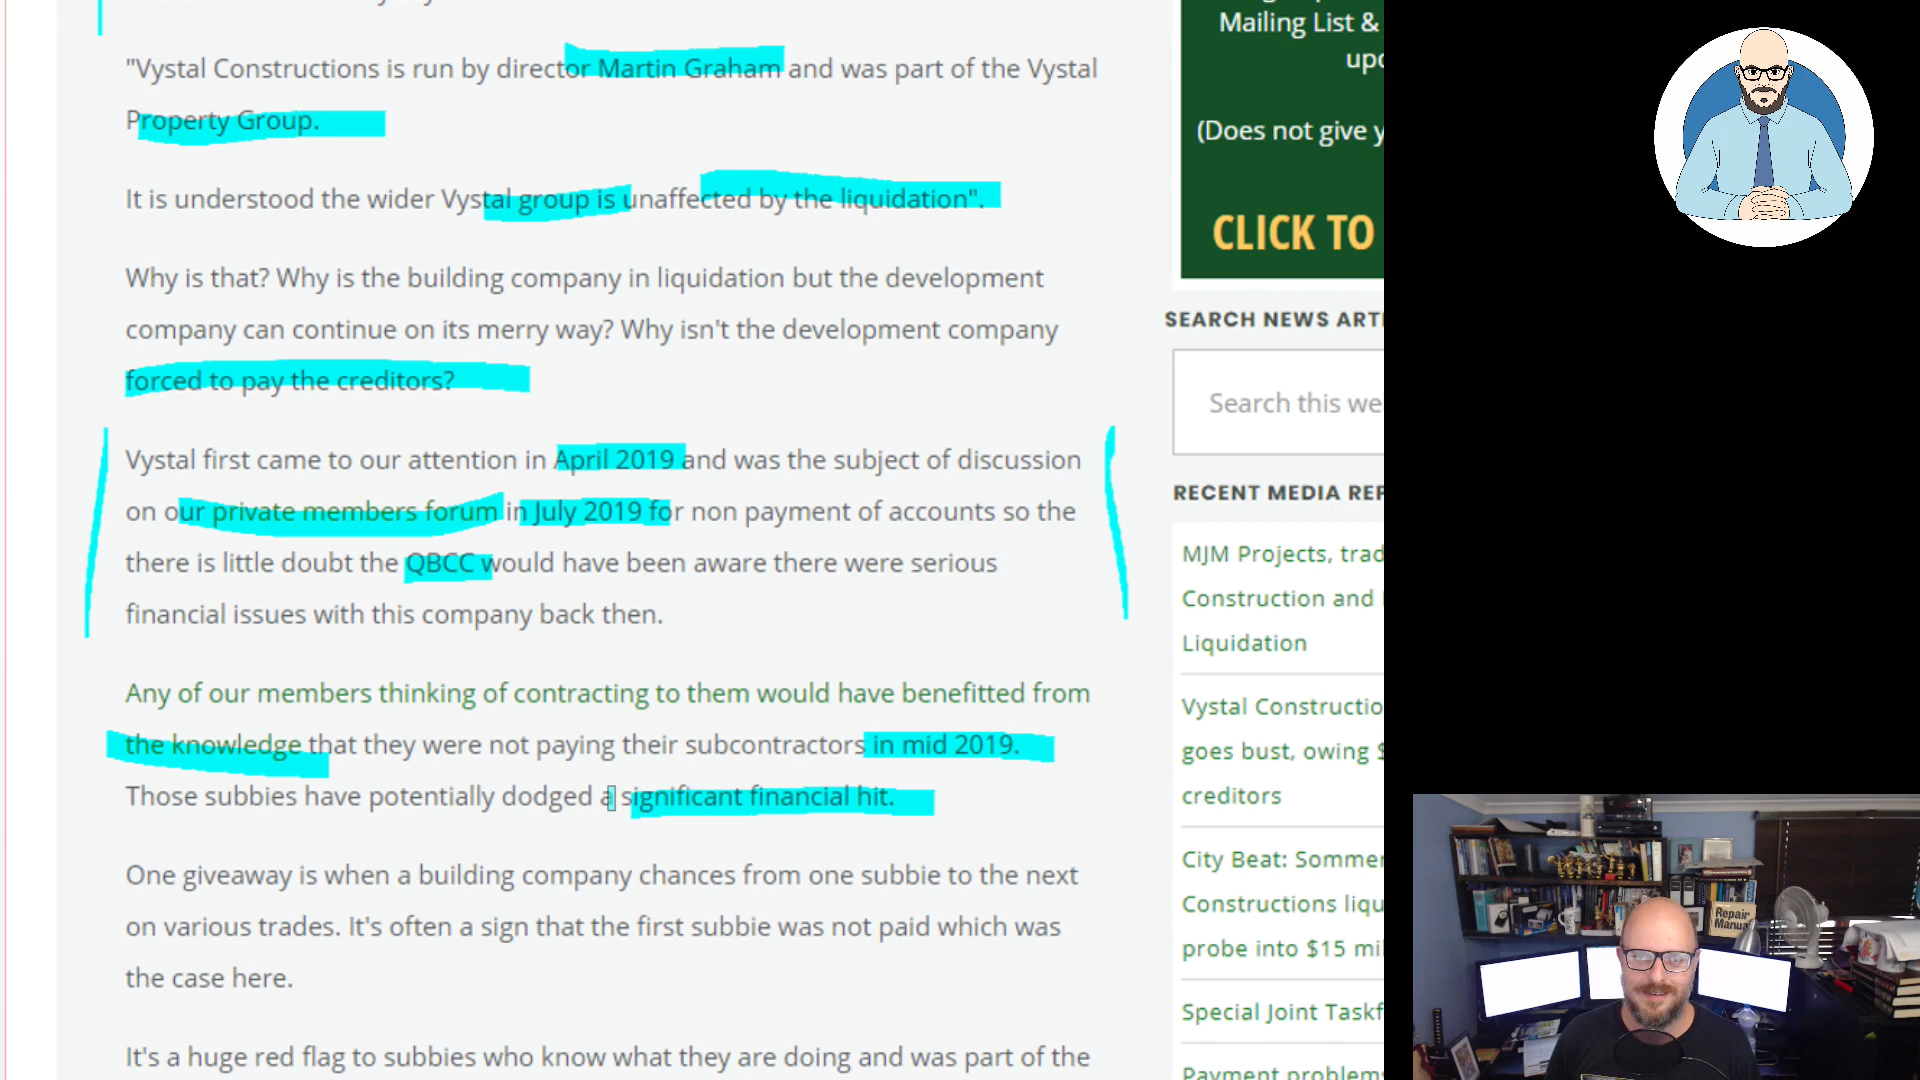 "Vystal Constructions is run by director Martin Graham and was part of the Vystal
Property Group.
It is understood the wider Vystal group is unaffected by the liquidation".
Why is that? Why is the building company in liquidation but the development
company can continue on its merry way? Why isn't the development company
forced to pay the creditors?
Vystal first came to our attention in April 2019 and was the subject of discussion
on our private members forum in July 2019 for non payment of accounts so the
there is little doubt the QBCC would have been aware there were serious
financial issues with this company back then.
Any of our members thinking of contracting to them would have benefitted from
the knowledge that they were not paying their subcontractors in mid 2019.
Those subbies have potentially dodged a significant financial hit.
One giveaway is when a building company chances from one subbie to the next
on various trades. It's often a sign that the first subbie was not paid which was
the case here.
It's a huge red flag to subbies who know what they are doing and was part of the
Mailing List &
(Does not give
CLICK TO
SEARCH NEWS
Search this
RECENT MEDIA
MJM Projects,
Construction and
Liquidation
Vystal
goes bust, owing
creditors
City Beat:
Constructions
probe into $15
Special Joint
Payment problems
Repair
Manual